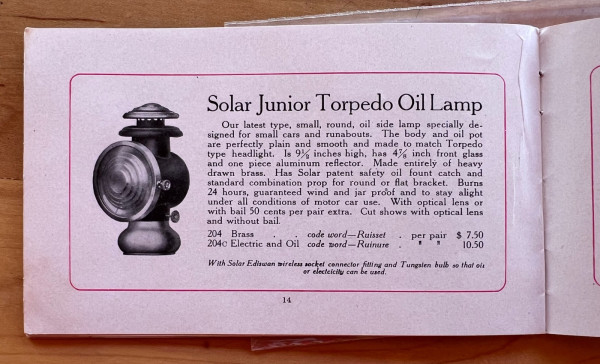 Solar Junior Torpedo Oil Lamp
Our latest type, small, round, oil side lamp specially de-
signed for small cars and runabouts. The body and oil pot
are perfectly plain and smooth and made to match Torpedo
type headlight. Is 9⅝ inches high, has 4⅞ inch front glass
and one piece aluminum reflector. Made entirely of heavy
drawn brass. Has Solar patent safety oil fount catch and
standard combination prop for round or flat bracket. Burns
24 hours, guaranteed wind and jar proof and to stay alight
under all conditions of motor car use. With optical lens or
with bail 50 cents per pair extra. Cut shows with optical lens
and without bail.
204 Brass . . code word—Ruisset . per pair $ 7.50
204c Electric and Oil code word—Ruinure . " " 10.50
With Solar Ediswan wireless socket connector fitting and Tungsten bulb so that oil
or electricity can be used.
14